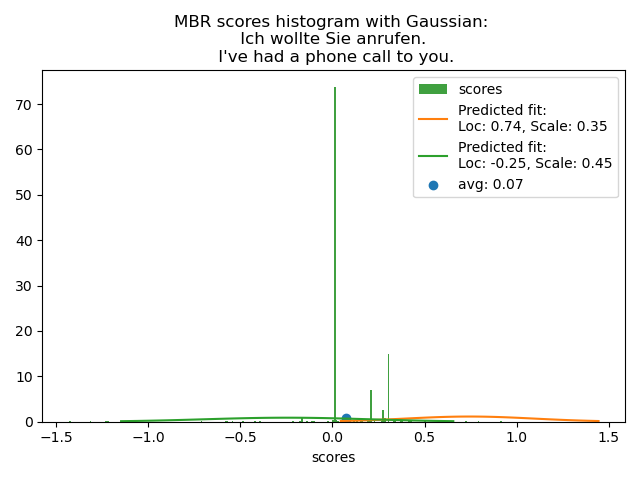 MBR scores histogram with Gaussian:
Ich wollte Sie anrufen.
I've had a phone call to you.
scores
Predicted fit:
Loc: 0.74, Scale: 0.35
Predicted fit:
Loc: -0.25, Scale: 0.45
avg: 0.07
70
60
50
40
30
20
10
0
−1.5
−1.0
−0.5
0.0
0.5
1.0
1.5
scores